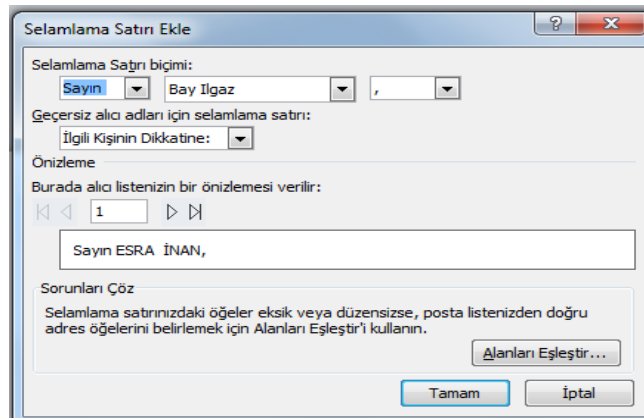 Selamlama Satırı Ekle
Selamlama Satırı biçimi:
Sayın Bay Ilgaz ,
Geçersiz alıcı adları için selamlama satırı:
İlgili Kişinin Dikkatine:
Önizleme
Burada alıcı listenizin bir önizlemesi verilir:
1
Sayın ESRA İNAN,
Sorunları Çöz
Selamlama satırınızdaki öğeler eksik veya düzensizse, posta listenizden doğru
adres öğelerini belirlemek için Alanları Eşleştir'i kullanın.
Alanları Eşleştir...
Tamam İptal